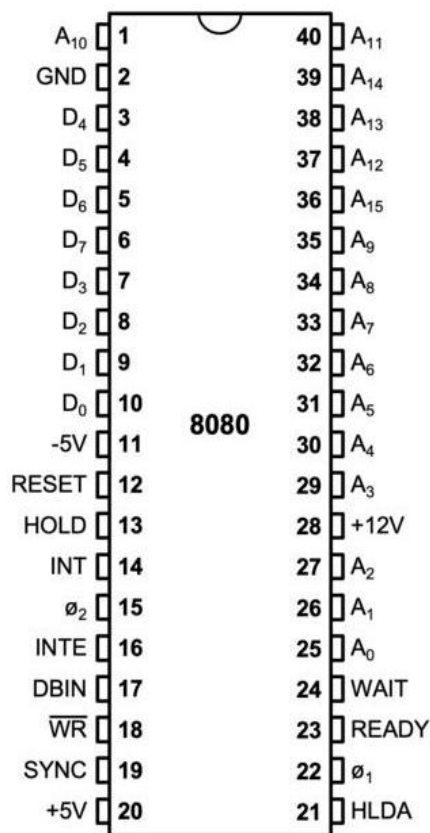 A₁₀ 1 40 A₁₁
GND 2 39 A₁₄
D₄ 3 38 A₁₃
D₅ 4 37 A₁₂
D₆ 5 36 A₁₅
D₇ 6 35 A₉
D₃ 7 34 A₈
D₂ 8 33 A₇
D₁ 9 32 A₆
D₀ 10 31 A₅
8080
-5V 11 30 A₄
RESET 12 29 A₃
HOLD 13 28 +12V
INT 14 27 A₂
ø₂ 15 26 A₁
INTE 16 25 A₀
DBIN 17 24 WAIT
W̅R̅ 18 23 READY
SYNC 19 22 ø₁
+5V 20 21 HLDA